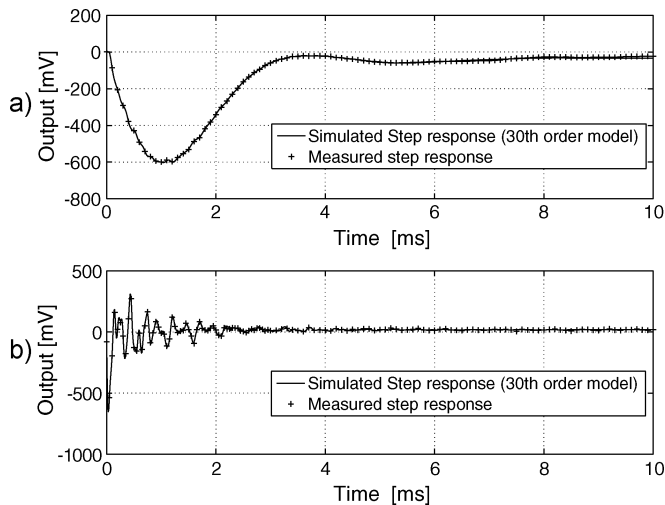 a)
Output [mV]
200
0
-200
-400
-600
-800
Simulated Step response (30th order model)
Measured step response
0
2
4
6
8
10
Time [ms]
b)
Output [mV]
500
0
-500
-1000
Simulated Step response (30th order model)
Measured step response
0
2
4
6
8
10
Time [ms]